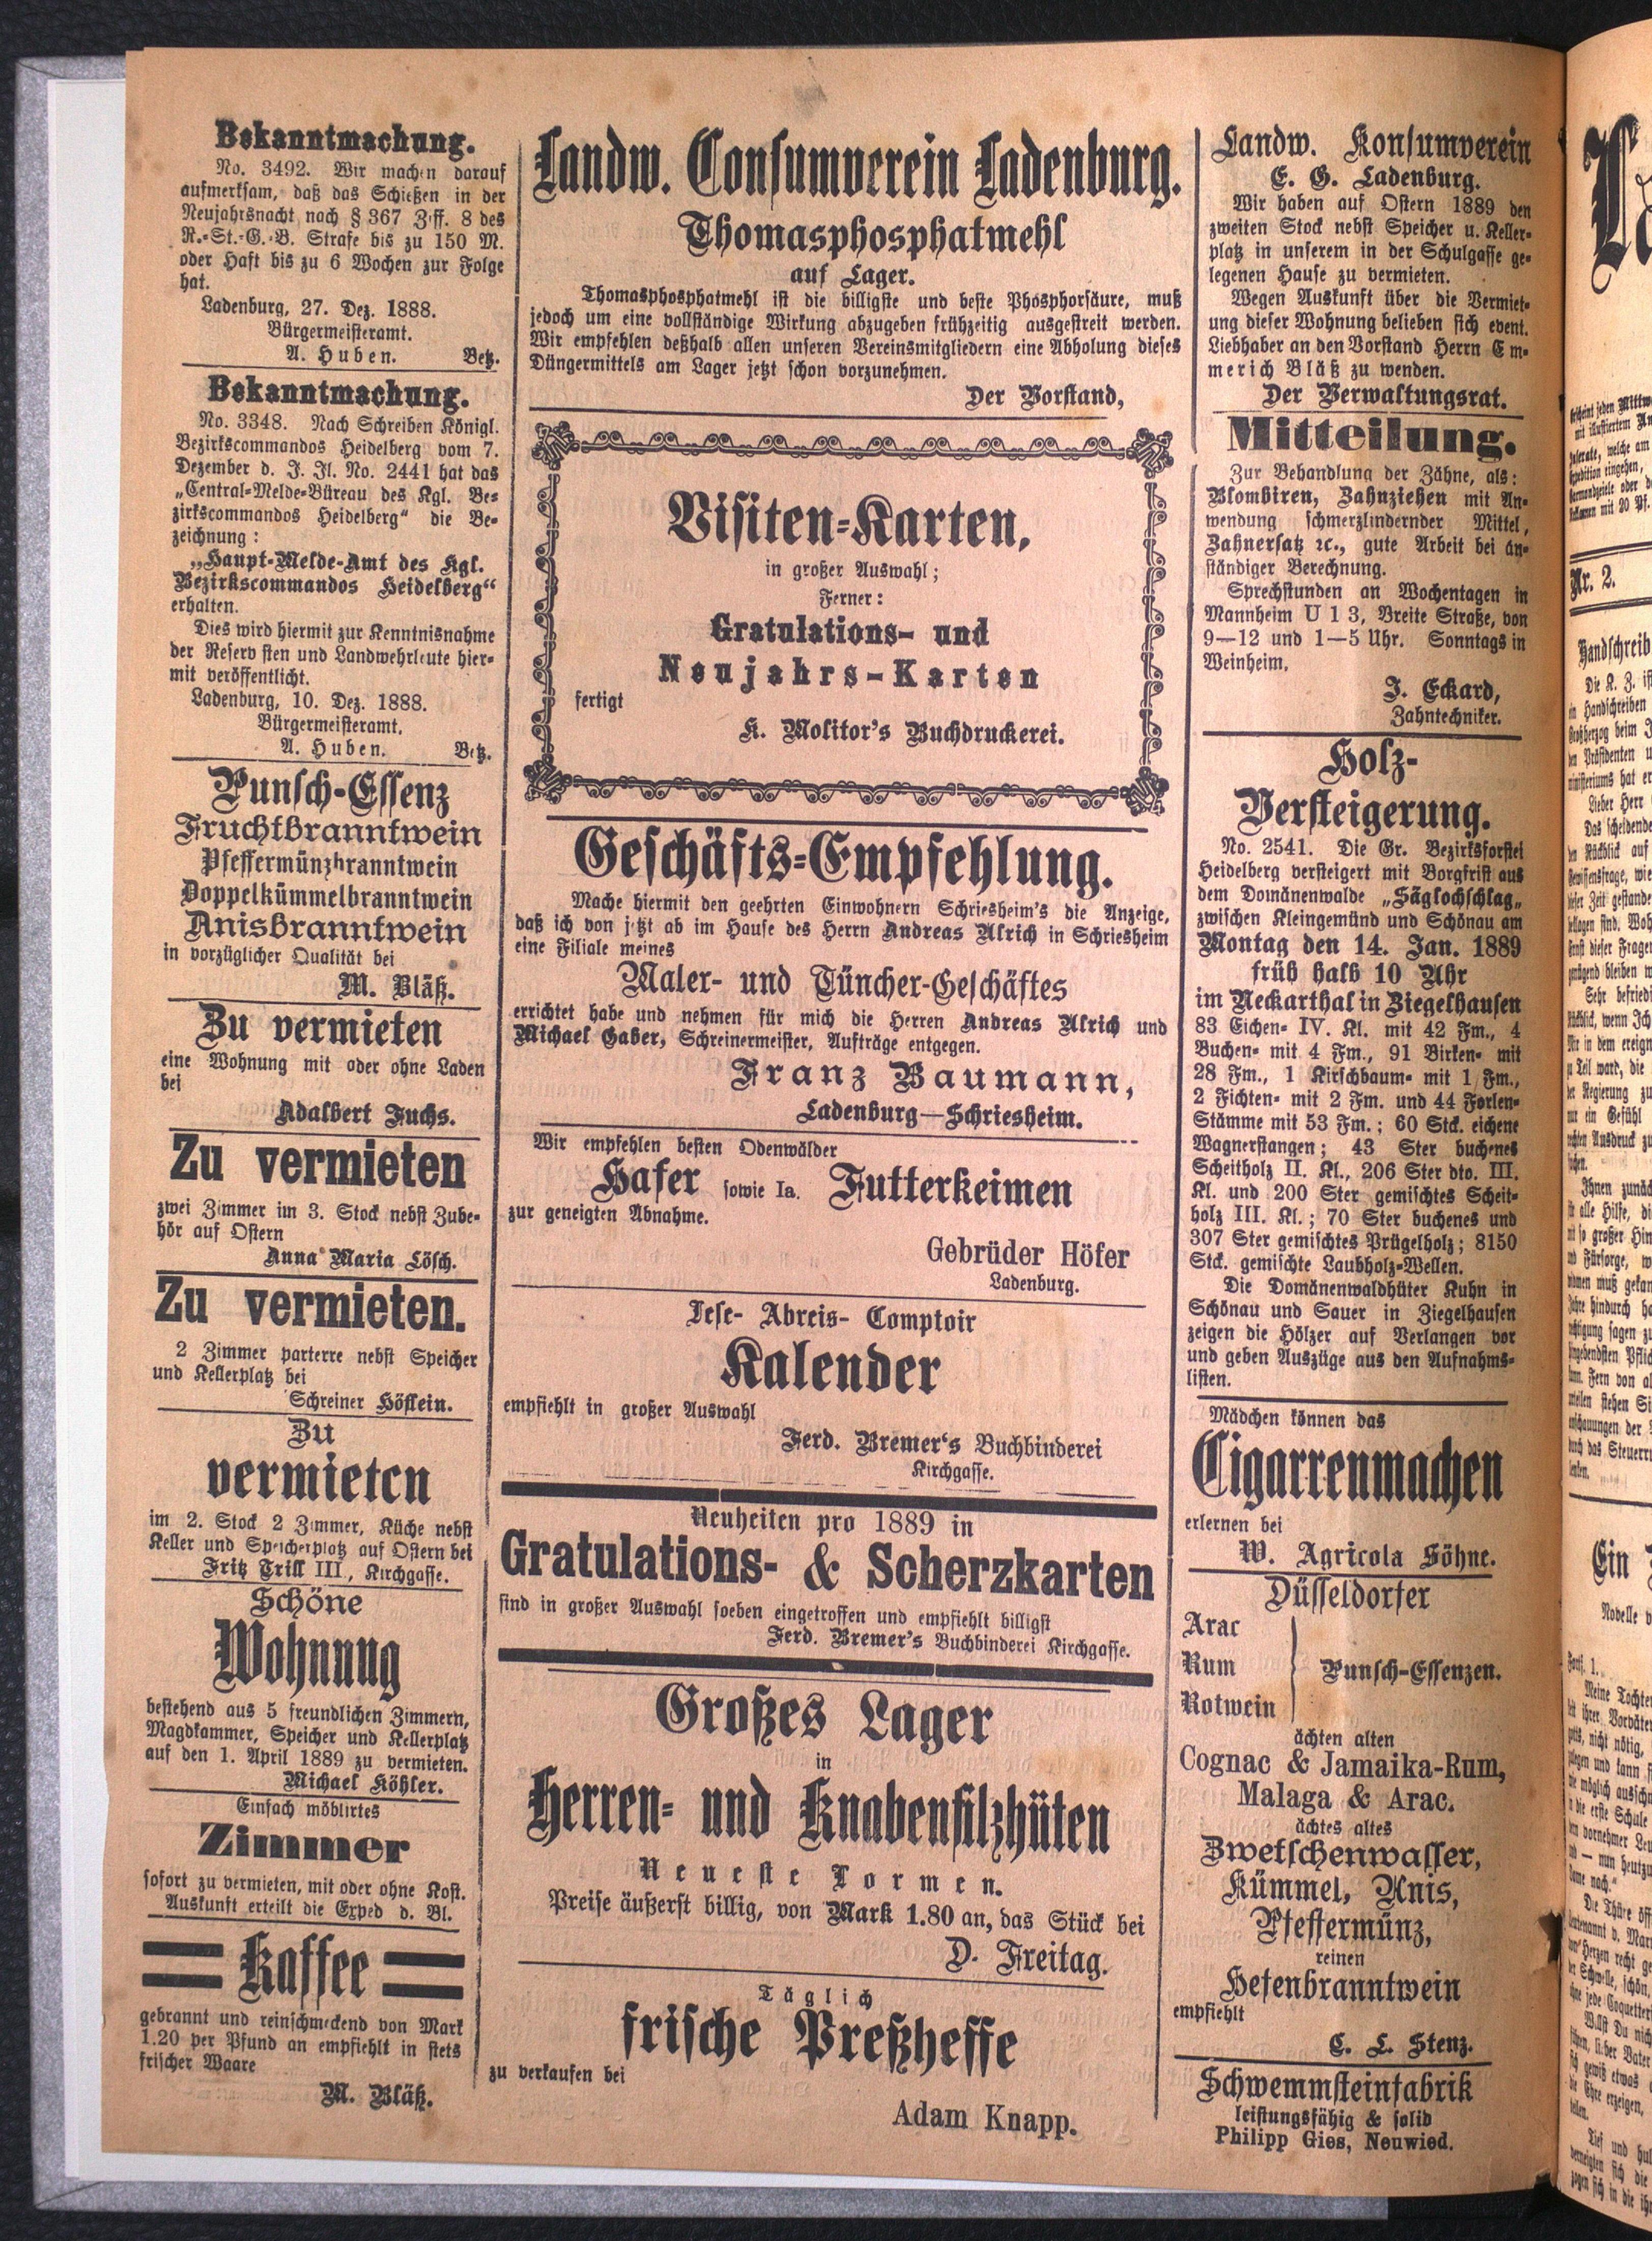 Bekanntmachung.
No. 3492. Wir machen darauf
aufmerksam, daß das Schießen in der
Neujahrsnacht nach § 367 Ziff. 8 des
R.-St.-G.-B. Strafe bis zu 150 M.
oder Haft bis zu 6 Wochen zur Folge
hat.
Ladenburg, 27. Dez. 1888.
Bürgermeisteramt.
A. Huben. Betz.
Bekanntmachung.
No. 3348. Nach Schreiben Königl.
Bezirkscommandos Heidelberg vom 7.
Dezember d. J. Jl. No. 2441 hat das
„Central-Melde-Büreau des Kgl. Be-
zirkscommandos Heidelberg“ die Be-
zeichnung:
„Haupt-Melde-Amt des Kgl.
Bezirkscommandos Heidelberg“
erhalten.
Dies wird hiermit zur Kenntnisnahme
der Reservisten und Landwehrleute hier-
mit veröffentlicht.
Ladenburg, 10. Dez. 1888.
Bürgermeisteramt.
A. Huben. Betz.
Punsch-Essenz
Fruchtbranntwein
Pfeffermünzbranntwein
Doppelkümmelbranntwein
Anisbranntwein
in vorzüglicher Qualität bei
M. Bläß.
Zu vermieten
eine Wohnung mit oder ohne Laden
bei
Adalbert Fuchs.
Zu vermieten
zwei Zimmer im 3. Stock nebst Zube-
hör auf Ostern
Anna Maria Lösch.
Zu vermieten.
2 Zimmer parterre nebst Speicher
und Kellerplatz bei
Schreiner Höflein.
Zu
vermieten
im 2. Stock 2 Zimmer, Küche nebst
Keller und Speicherplatz auf Ostern bei
Fritz Trill III., Kirchgasse.
Schöne
Wohnung
bestehend aus 5 freundlichen Zimmern,
Magdkammer, Speicher und Kellerplatz
auf den 1. April 1889 zu vermieten.
Michael Köhler.
Einfach möblirtes
Zimmer
sofort zu vermieten, mit oder ohne Kost.
Auskunft erteilt die Exped d. Bl.
Kaffee
gebrannt und reinschmeckend von Mark
1.20 per Pfund an empfiehlt in stets
frischer Waare
M. Bläß.
Landw. Consumverein Ladenburg.
Thomasphosphatmehl
auf Lager.
Thomasphosphatmehl ist die billigste und beste Phosphorsäure, muß
jedoch um eine vollständige Wirkung abzugeben frühzeitig ausgestreit werden.
Wir empfehlen deßhalb allen unseren Vereinsmitgliedern eine Abholung dieses
Düngermittels am Lager jetzt schon vorzunehmen.
Der Vorstand,
Visiten-Karten,
in großer Auswahl;
Ferner:
Gratulations- und
Neujahrs-Karten
fertigt
K. Molitor's Buchdruckerei.
Geschäfts-Empfehlung.
Mache hiermit den geehrten Einwohnern Schriesheim's die Anzeige,
daß ich von jetzt ab im Hause des Herrn Andreas Ulrich in Schriesheim
eine Filiale meines
Maler- und Tüncher-Geschäftes
errichtet habe und nehmen für mich die Herren Andreas Ulrich und
Michael Gaber, Schreinermeister, Aufträge entgegen.
Franz Baumann,
Ladenburg—Schriesheim.
Wir empfehlen besten Odenwälder
Hafer sowie Ia. Futterkeimen
zur geneigten Abnahme.
Gebrüder Höfer
Ladenburg.
Lese- Abreis- Comptoir
Kalender
empfiehlt in großer Auswahl
Ferd. Bremer's Buchbinderei
Kirchgasse.
Neuheiten pro 1889 in
Gratulations- & Scherzkarten
sind in großer Auswahl soeben eingetroffen und empfiehlt billigst
Ferd. Bremer's Buchbinderei Kirchgasse.
Großes Lager
in
Herren- und Knabenfilzhüten
Neueste Formen.
Preise äußerst billig, von Mark 1.80 an, das Stück bei
D. Freitag.
Täglich
frische Preßheffe
zu verkaufen bei
Adam Knapp.
Landw. Konsumverein
E. G. Ladenburg.
Wir haben auf Ostern 1889 den
zweiten Stock nebst Speicher u. Keller-
platz in unserem in der Schulgasse ge-
legenen Hause zu vermieten.
Wegen Auskunft über die Vermiet-
ung dieser Wohnung belieben sich event.
Liebhaber an den Vorstand Herrn Em-
merich Bläß zu wenden.
Der Verwaltungsrat.
Mitteilung.
Zur Behandlung der Zähne, als:
Plombiren, Zahnziehen mit An-
wendung schmerzlindernder Mittel,
Zahnersatz ꝛc., gute Arbeit bei an-
ständiger Berechnung.
Sprechstunden an Wochentagen in
Mannheim U 1 3, Breite Straße, von
9—12 und 1—5 Uhr. Sonntags in
Weinheim.
J. Eckard,
Zahntechniker.
Holz-
Versteigerung.
No. 2541. Die Gr. Bezirksforstei
Heidelberg versteigert mit Borgfrist aus
dem Domänenwalde „Säglochschlag„
zwischen Kleingemünd und Schönau am
Montag den 14. Jan. 1889
früh halb 10 Uhr
im Neckarthal in Ziegelhausen
83 Eichen- IV. Kl. mit 42 Fm., 4
Buchen- mit 4 Fm., 91 Birken- mit
28 Fm., 1 Kirschbaum- mit 1 Fm.,
2 Fichten- mit 2 Fm. und 44 Forlen-
Stämme mit 53 Fm.; 60 Stck. eichene
Wagnerstangen; 43 Ster buchenes
Scheitholz II. Kl., 206 Ster dto. III.
Kl. und 200 Ster gemischtes Scheit-
holz III. Kl.; 70 Ster buchenes und
307 Ster gemischtes Prügelholz; 8150
Stck. gemischte Laubholz-Wellen.
Die Domänenwaldhüter Kuhn in
Schönau und Sauer in Ziegelhausen
zeigen die Hölzer auf Verlangen vor
und geben Auszüge aus den Aufnahms-
listen.
Mädchen können das
Cigarrenmachen
erlernen bei
W. Agricola Söhne.
Düsseldorfer
Arac
Rum Punsch-Essenzen.
Rotwein
ächten alten
Cognac & Jamaika-Rum,
Malaga & Arac.
ächtes altes
Zwetschenwasser,
Kümmel, Anis,
Pfeffermünz,
reinen
Hefenbranntwein
empfiehlt
C. L. Stenz.
Schwemmsteinfabrik
leistungsfähig & solid
Philipp Gies, Neuwied.
Nr. 2.